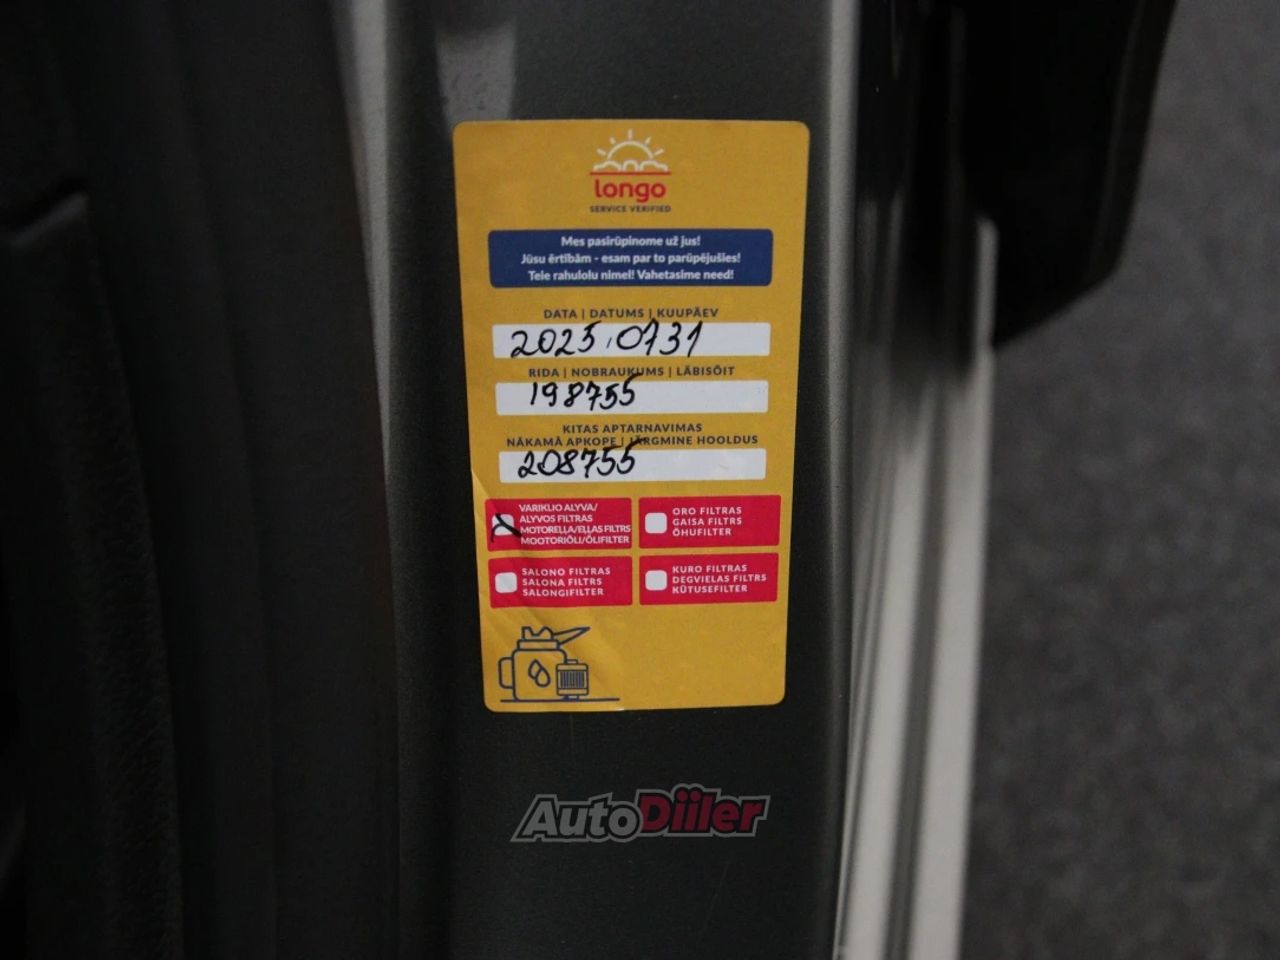 longo
SERVICE VERIFIED
Mes pasirūpinome už jus!
Jūsu ērtībām - esam par to parūpējušies!
Teie rahulolu nimel! Vahetasime need!
DATA | DATUMS | KUUPÄEV
2025.0731
RIDA | NOBRAUKUMS | LÄBISÕIT
198755
KITAS APTARNAVIMAS
NĀKAMĀ APKOPE | JÄRGMINE HOOLDUS
208755
VARIKLIO ALYVA/
ALYVOS FILTRAS
MOTOREĻĻA/EĻĻAS FILTRS
MOOTORIÕLI/ÕLIFILTER
ORO FILTRAS
GAISA FILTRS
ÕHUFILTER
SALONO FILTRAS
SALONA FILTRS
SALONGIFILTER
KURO FILTRAS
DEGVIELAS FILTRS
KÜTUSEFILTER
AutoDiiler